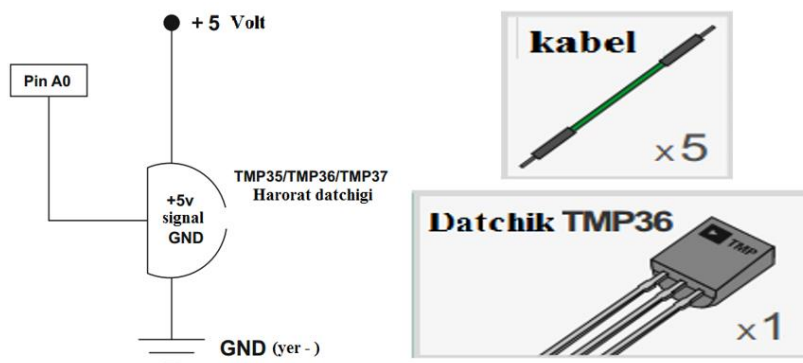 + 5 Volt
Pin A0
TMP35/TMP36/TMP37
Harorat datchigi
+5v
signal
GND
GND (yer - )
kabel
x5
Datchik TMP36
TMP
x1